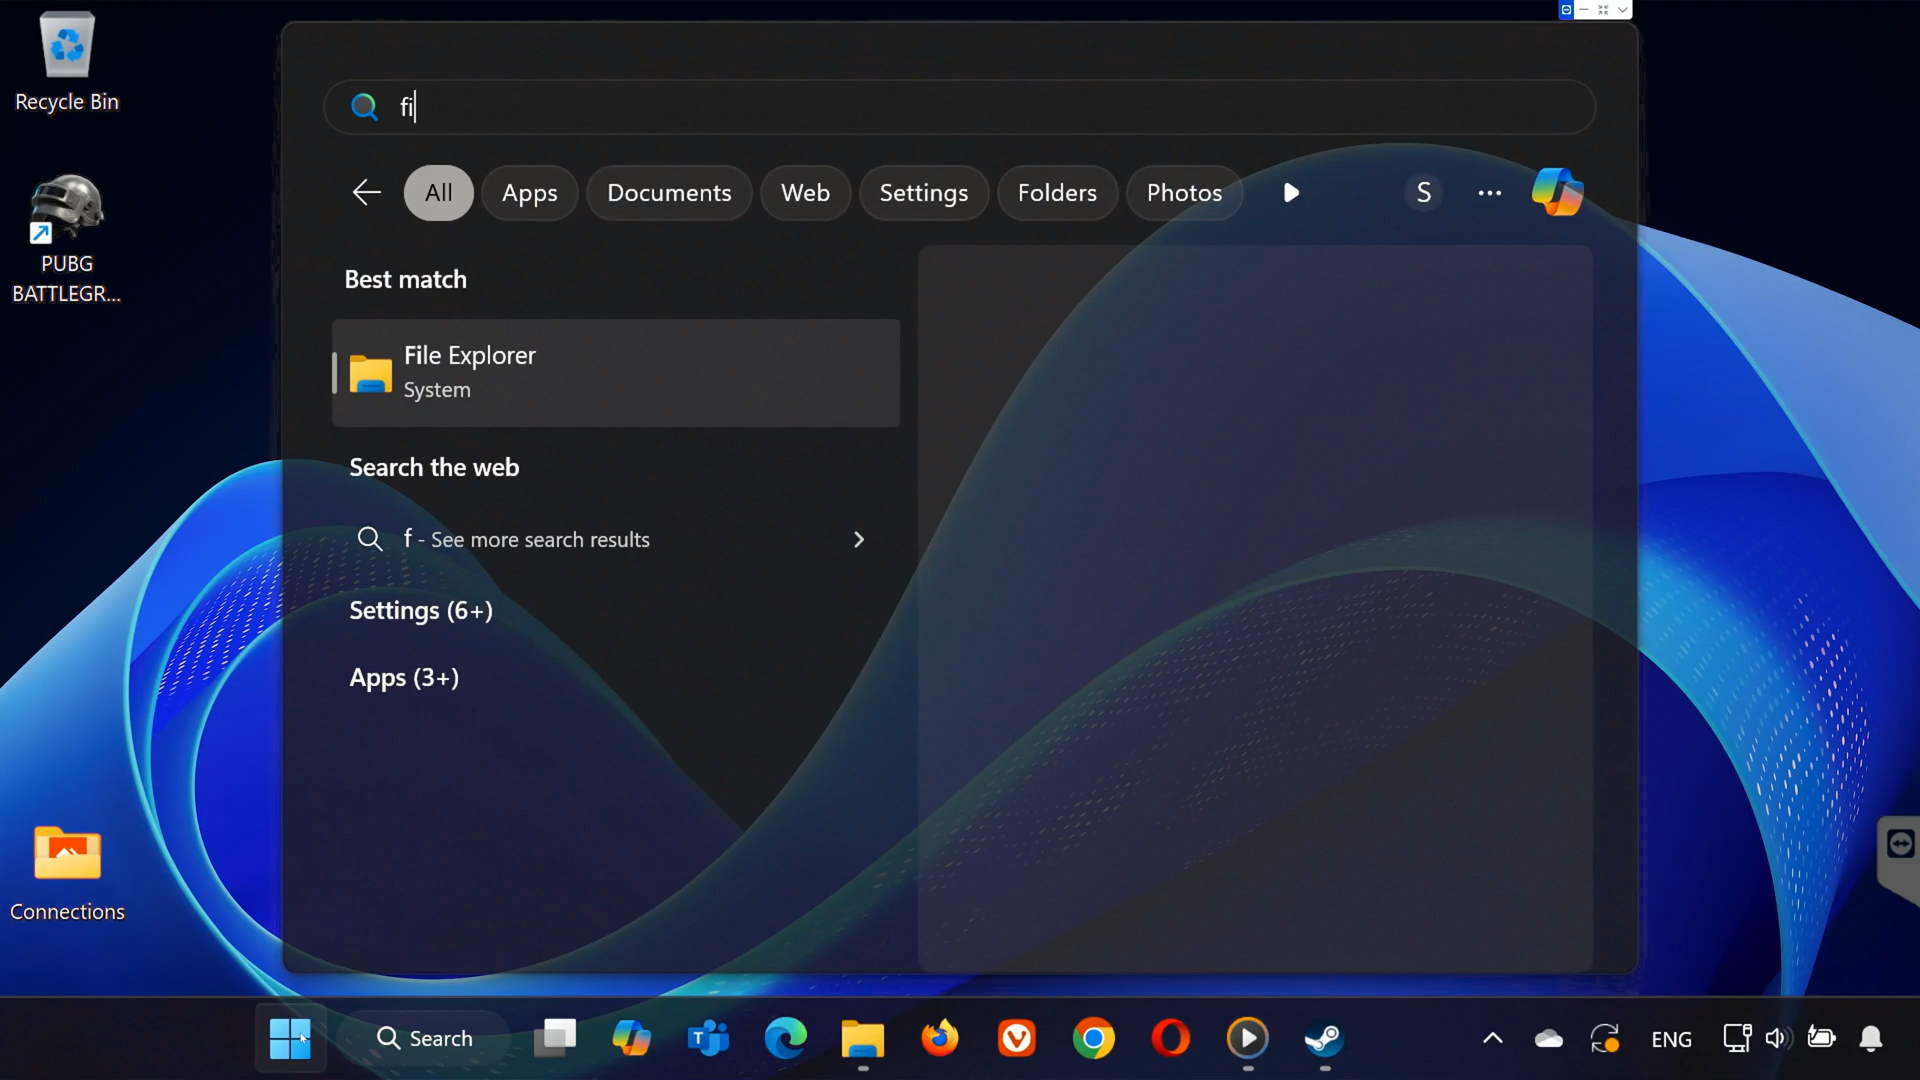 Recycle Bin
PUBG
BATTLEGR...
Connections
fi
All
Apps
Documents
Web
Settings
Folders
Photos
S
Best match
File Explorer
System
Search the web
f - See more search results
Settings (6+)
Apps (3+)
Search
ENG